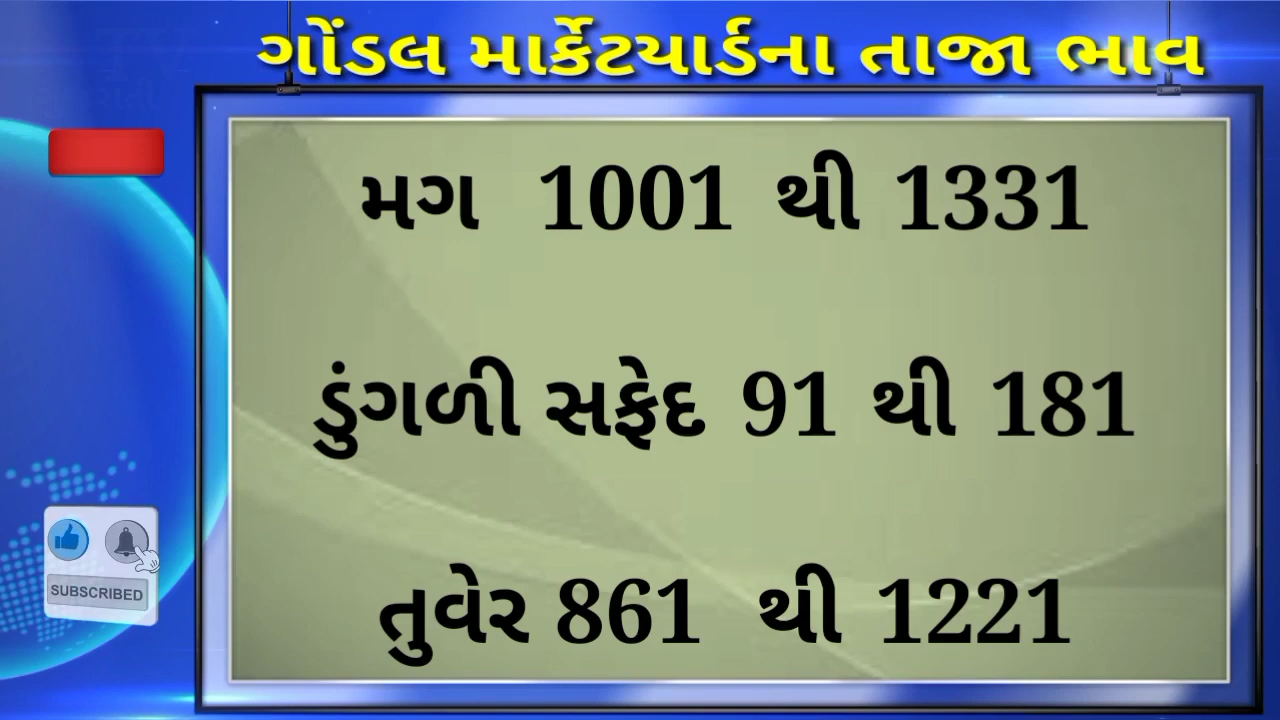 ગોંડલ માર્કેટયાર્ડના તાજા ભાવ
મગ 1001 થી 1331
ડુંગળી સફેદ 91 થી 181
તુવેર 861 થી 1221
SUBSCRIBED